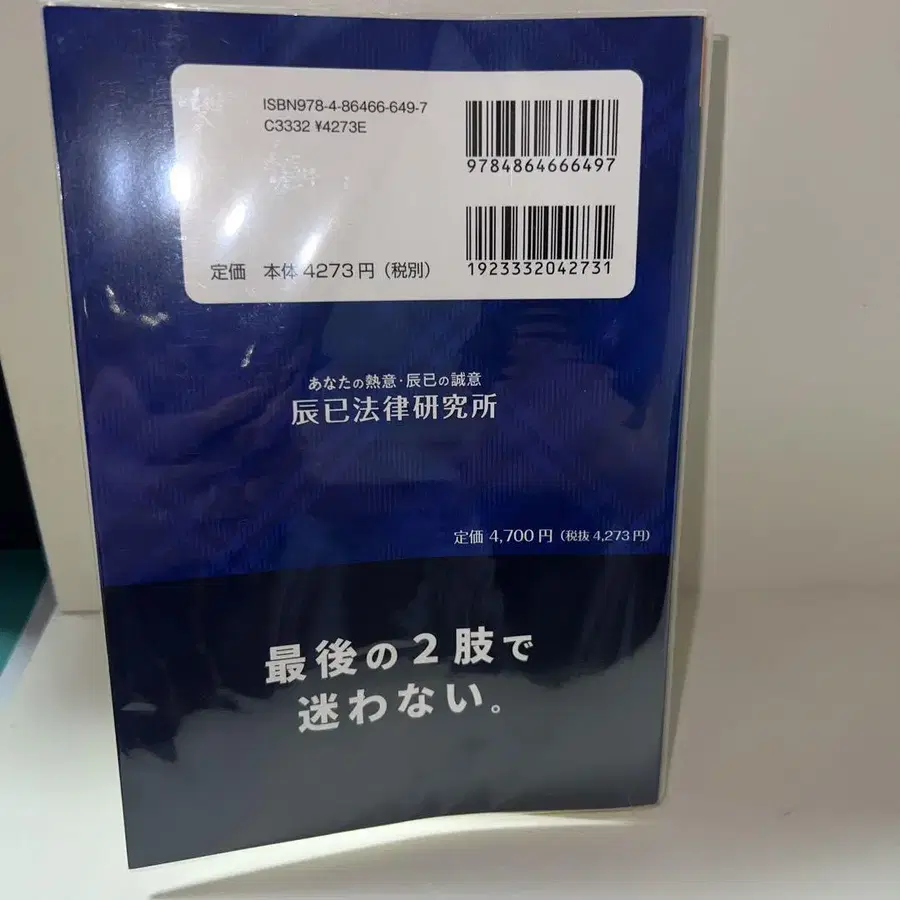 ISBN978-4-86466-649-7
C3332 ¥4273E
9784864666497
定価　本体 4273 円（税別）
1923332042731
あなたの熱意・辰已の誠意
辰已法律研究所
定価 4,700 円（税抜 4,273 円）
最後の２肢で
迷わない。